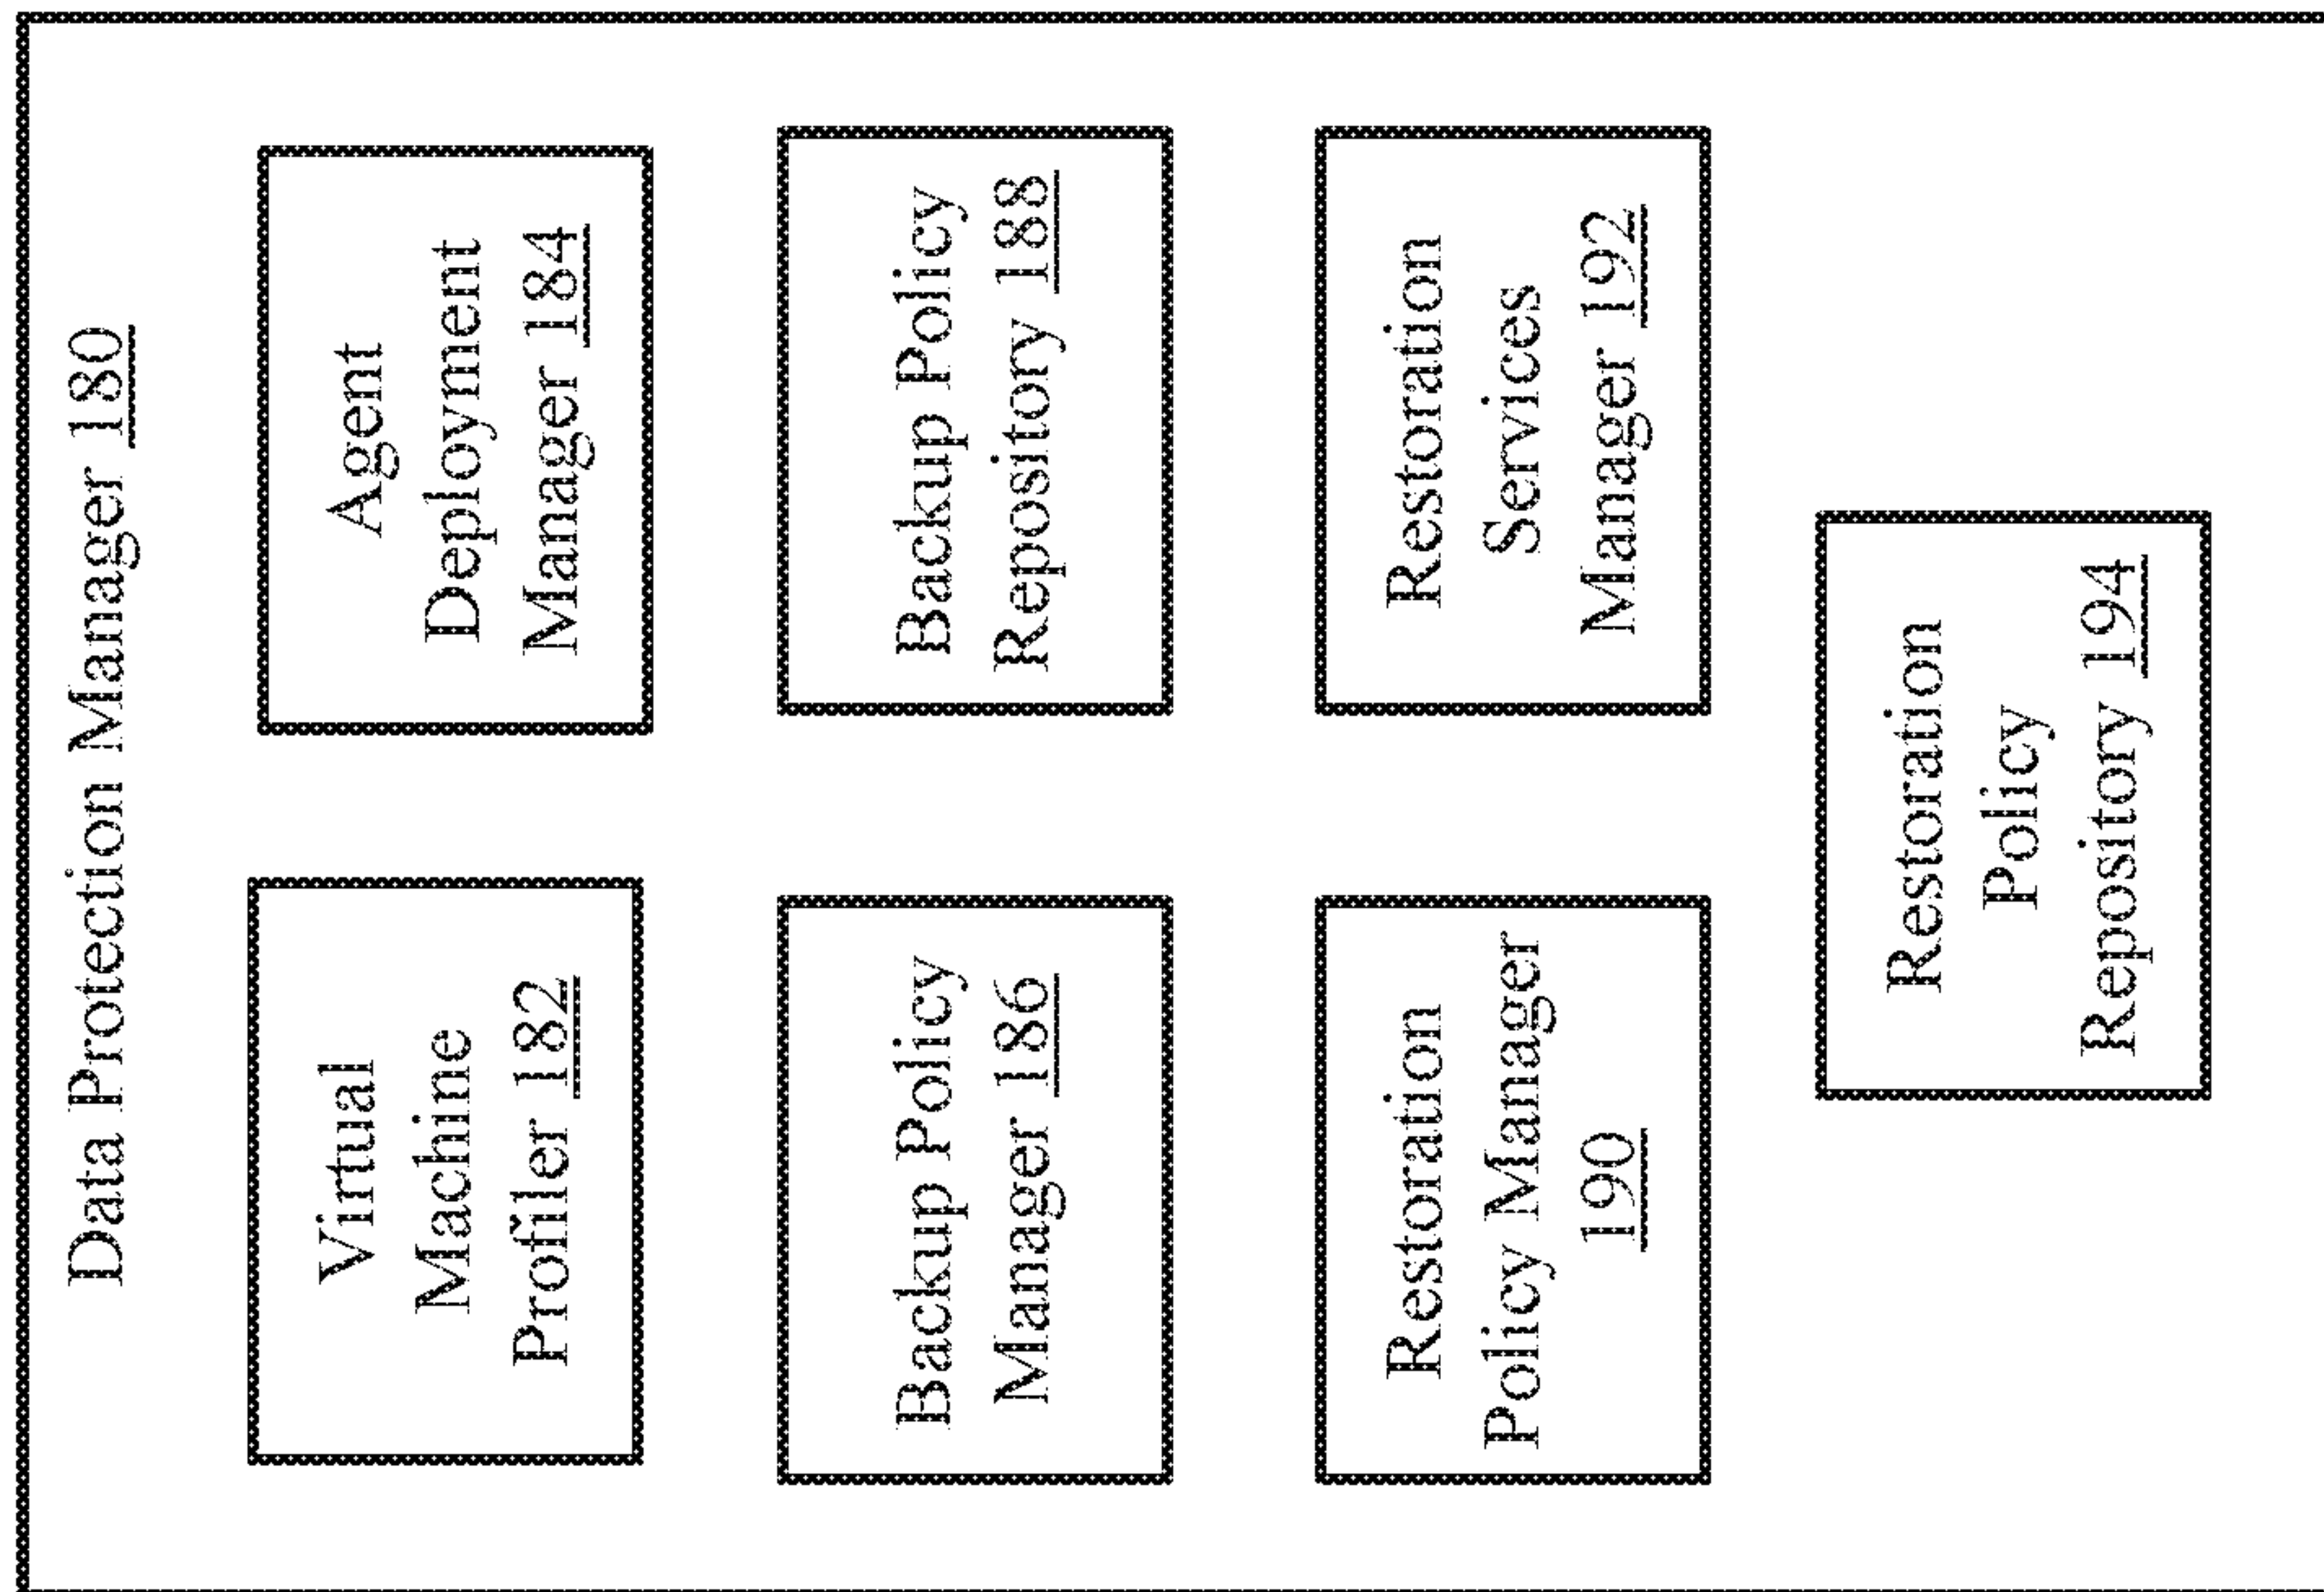 Data Protection Manager 180
Virtual
Machine
Profiler 182
Agent
Deployment
Manager 184
Backup Policy
Manager 186
Backup Policy
Repository 188
Restoration
Policy Manager
190
Restoration
Services
Manager 192
Restoration
Policy
Repository 194